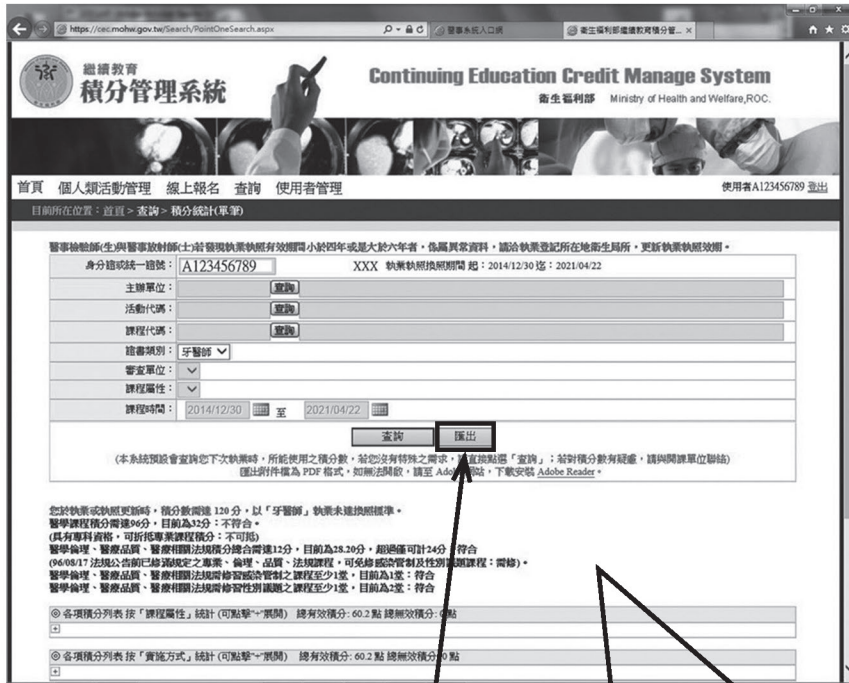 https://cec.mohw.gov.tw/Search/PointOneSearch.aspx
醫事系統入口網
衛生福利部繼續教育積分管...
繼續教育
積分管理系統
Continuing Education Credit Manage System
衛生福利部 Ministry of Health and Welfare,ROC.
首頁 個人類活動管理 線上報名 查詢 使用者管理
使用者A123456789 登出
目前所在位置：首頁 > 查詢 > 積分統計(單筆)
醫事檢驗師(生)與醫事放射師(士)若發現執業執照有效期間小於四年或是大於六年者，係屬異常資料，請洽執業登記所在地衛生局所，更新執業執照效期。
身分證或統一證號： A123456789 XXX 執業執照換照期間 起：2014/12/30 迄：2021/04/22
主辦單位： 查詢
活動代碼： 查詢
課程代碼： 查詢
證書類別： 牙醫師
審查單位：
課程屬性：
課程時間： 2014/12/30 至 2021/04/22
查詢 匯出
(本系統預設會查詢您下次執業時，所能使用之積分數，若您沒有特殊之需求，請直接點選「查詢」；若對積分數有疑慮，請與開課單位聯絡)
匯出附件檔為 PDF 格式，如無法開啟，請至 Adobe網站，下載安裝 Adobe Reader。
您於執業或執照更新時，積分數需達 120 分，以「牙醫師」執業未達換照標準。
醫學課程積分需達96分，目前為32分：不符合。
(具有專科資格，可折抵專業課程積分：不可抵)
醫學倫理、醫療品質、醫療相關法規積分總合需達12分，目前為28.20分，超過僅可計24分：符合
(96/08/17 法規公告前已修滿規定之專業、倫理、品質、法規課程，可免修感染管制及性別議題課程：需修)。
醫學倫理、醫療品質、醫療相關法規需修習感染管制之課程至少1堂，目前為1堂：符合
醫學倫理、醫療品質、醫療相關法規需修習性別議題之課程至少1堂，目前為2堂：符合
◎ 各項積分列表 按「課程屬性」統計 (可點擊"+"展開) 總有效積分: 60.2 點 總無效積分: 0 點
◎ 各項積分列表 按「實施方式」統計 (可點擊"+"展開) 總有效積分: 60.2 點 總無效積分: 0 點